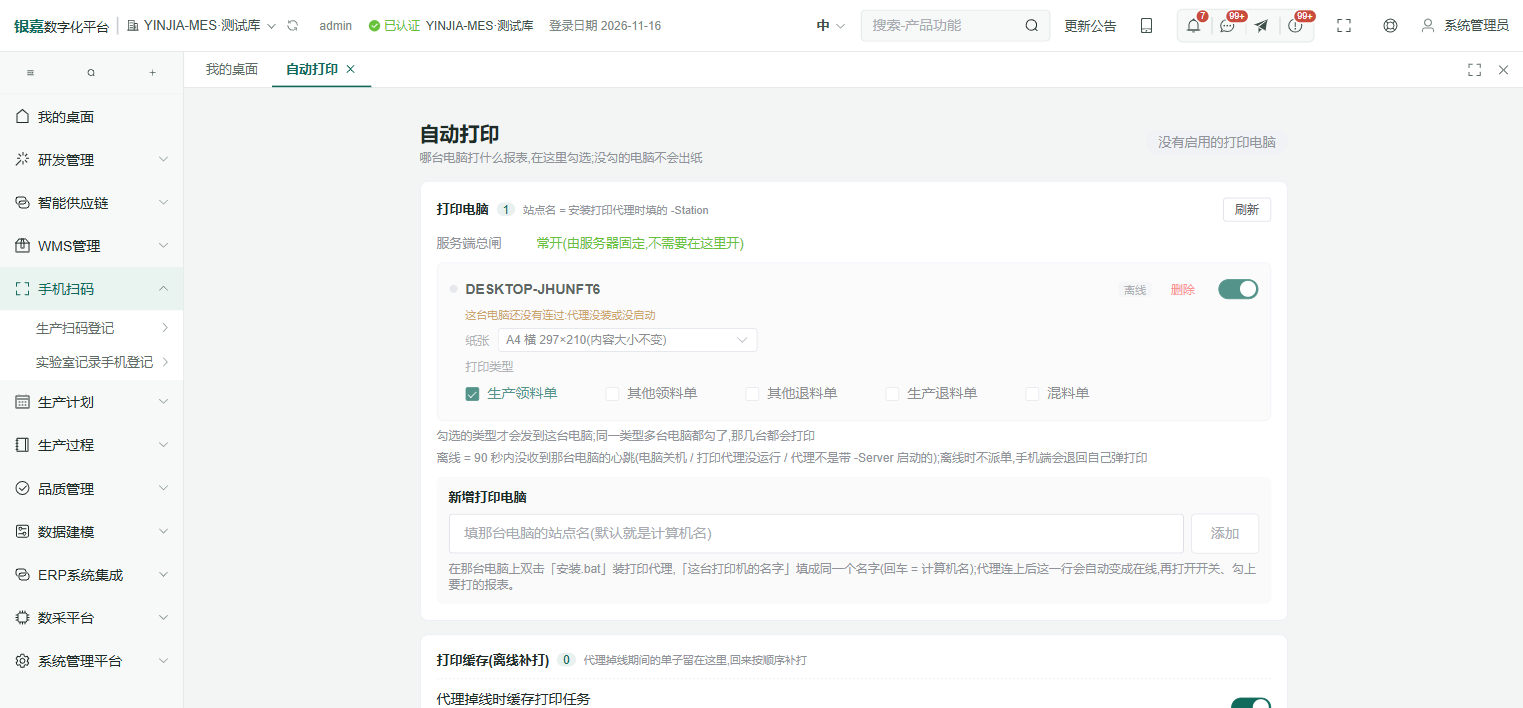 银嘉数字化平台 YINJIA-MES·测试库 admin 已认证 YINJIA-MES·测试库 登录日期 2026-11-16 中 搜索-产品功能 更新公告 7 99+ 99+ 系统管理员
我的桌面 自动打印
我的桌面
研发管理
智能供应链
WMS管理
手机扫码
生产扫码登记
实验室记录手机登记
生产计划
生产过程
品质管理
数据建模
ERP系统集成
数采平台
系统管理平台
自动打印
哪台电脑打什么报表,在这里勾选;没勾的电脑不会出纸
没有启用的打印电脑
打印电脑 1 站点名 = 安装打印代理时填的 -Station 刷新
服务端总闸 常开(由服务器固定,不需要在这里开)
DESKTOP-JHUNFT6 离线 删除
这台电脑还没有连过:代理没装或没启动
纸张 A4 横 297×210(内容大小不变)
打印类型
生产领料单 其他领料单 其他退料单 生产退料单 混料单
勾选的类型才会发到这台电脑;同一类型多台电脑都勾了,那几台都会打印
离线 = 90 秒内没收到那台电脑的心跳(电脑关机 / 打印代理没运行 / 代理不是带 -Server 启动的);离线时不派单,手机端会退回自己弹打印
新增打印电脑
填那台电脑的站点名(默认就是计算机名) 添加
在那台电脑上双击「安装.bat」装打印代理,「这台打印机的名字」填成同一个名字(回车 = 计算机名);代理连上后这一行会自动变成在线,再打开开关、勾上
要打的报表。
打印缓存(离线补打) 0 代理掉线期间的单子留在这里,回来按顺序补打
代理掉线时缓存打印任务